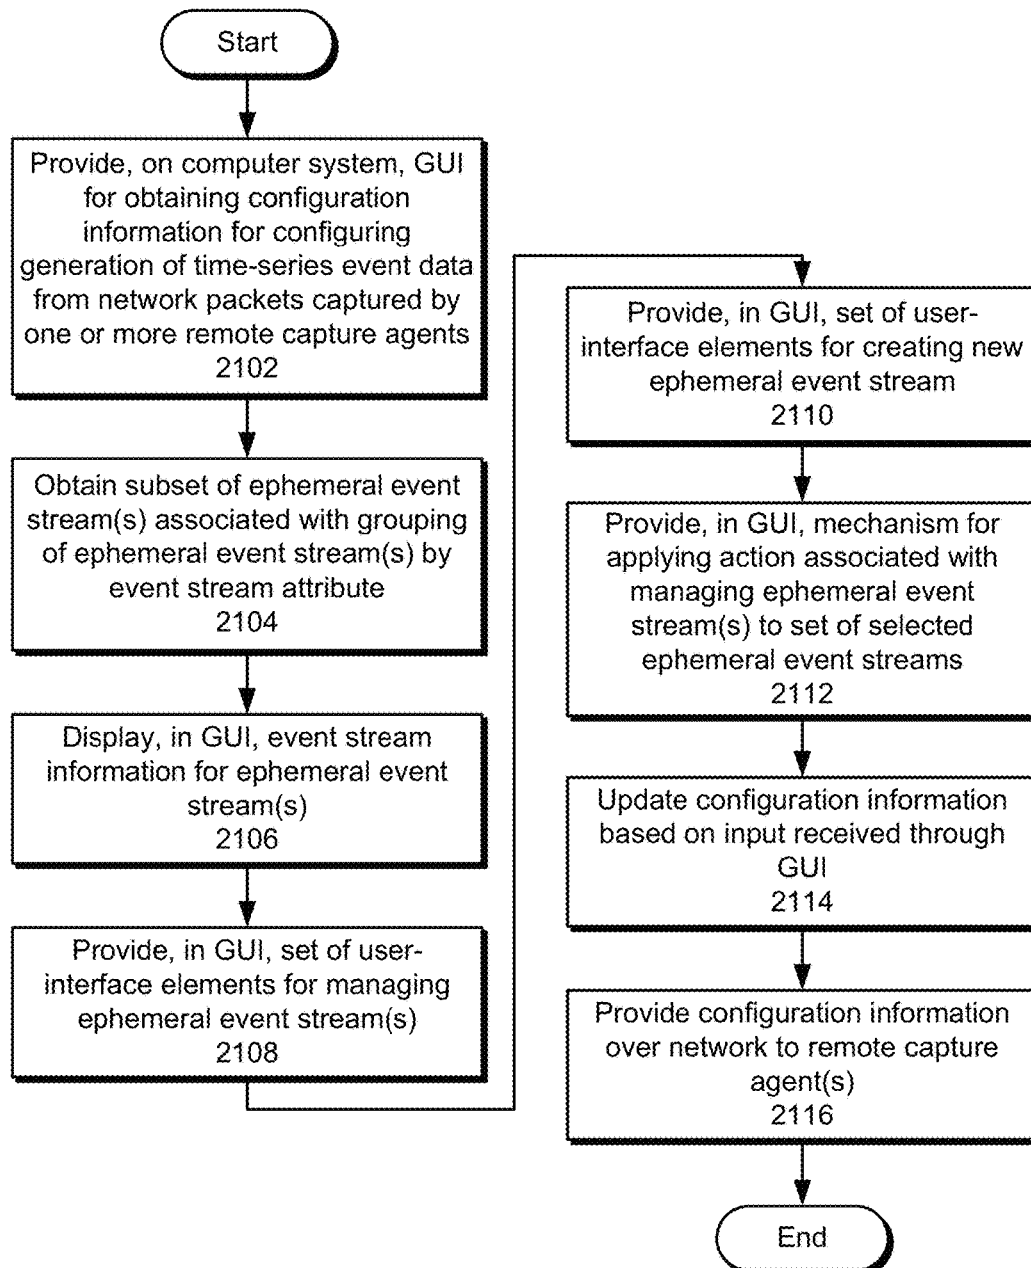 Start
Provide, on computer system, GUI
for obtaining configuration
information for configuring
generation of time-series event data
from network packets captured by
one or more remote capture agents
2102
Obtain subset of ephemeral event
stream(s) associated with grouping
of ephemeral event stream(s) by
event stream attribute
2104
Display, in GUI, event stream
information for ephemeral event
stream(s)
2106
Provide, in GUI, set of user-
interface elements for managing
ephemeral event stream(s)
2108
Provide, in GUI, set of user-
interface elements for creating new
ephemeral event stream
2110
Provide, in GUI, mechanism for
applying action associated with
managing ephemeral event
stream(s) to set of selected
ephemeral event streams
2112
Update configuration information
based on input received through
GUI
2114
Provide configuration information
over network to remote capture
agent(s)
2116
End